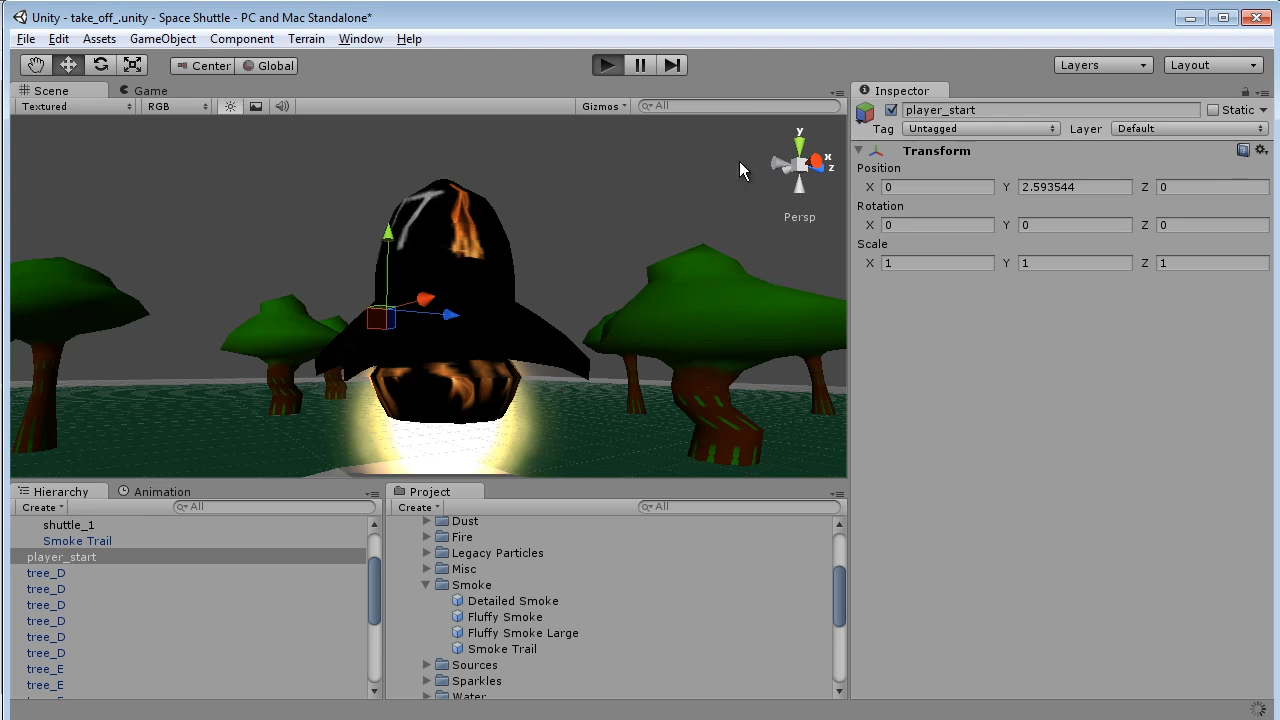 Unity - take_off_.unity - Space Shuttle - PC and Mac Standalone*
File Edit Assets GameObject Component Terrain Window Help
Center Global Layers Layout
Scene Game
Textured RGB Gizmos All
y
x
z
Persp
Inspector
player_start Static
Tag Untagged Layer Default
Transform
Position
X 0 Y 2.593544 Z 0
Rotation
X 0 Y 0 Z 0
Scale
X 1 Y 1 Z 1
Hierarchy Animation
Create All
shuttle_1
Smoke Trail
player_start
tree_D
tree_D
tree_D
tree_D
tree_D
tree_D
tree_E
tree_E
Project
Create All
Dust
Fire
Legacy Particles
Misc
Smoke
Detailed Smoke
Fluffy Smoke
Fluffy Smoke Large
Smoke Trail
Sources
Sparkles
Water